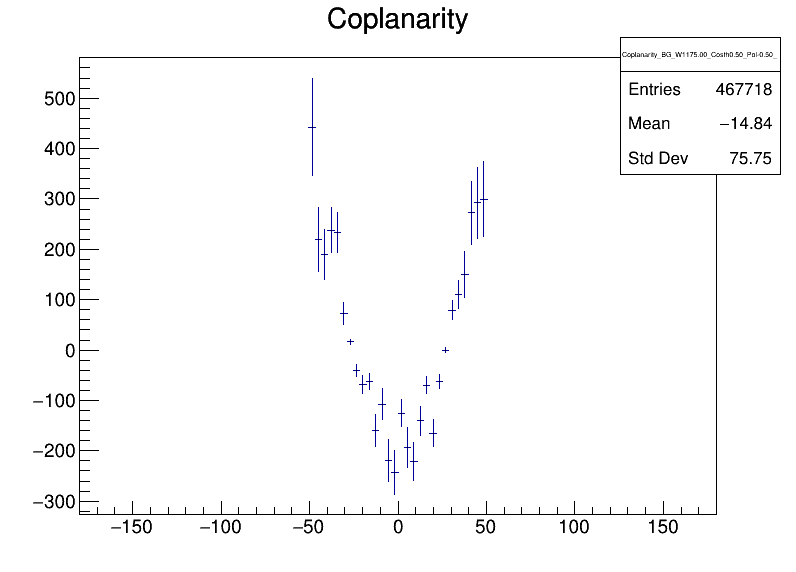 Coplanarity
Coplanarity_BG_W1175.00_Costh0.50_Pol-0.50_
Entries 467718
Mean −14.84
Std Dev 75.75
500
400
300
200
100
0
−100
−200
−300
−150 −100 −50 0 50 100 150